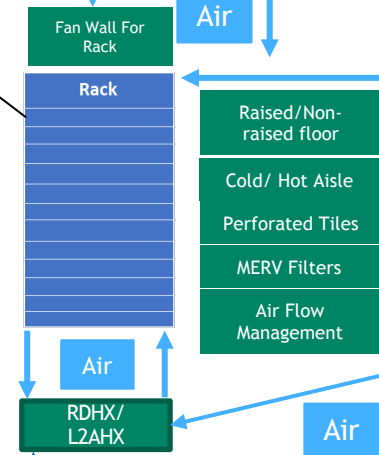 Air
Fan Wall For
Rack
Rack
Raised/Non-
raised floor
Cold/ Hot Aisle
Perforated Tiles
MERV Filters
Air Flow
Management
Air
RDHX/
L2AHX
Air